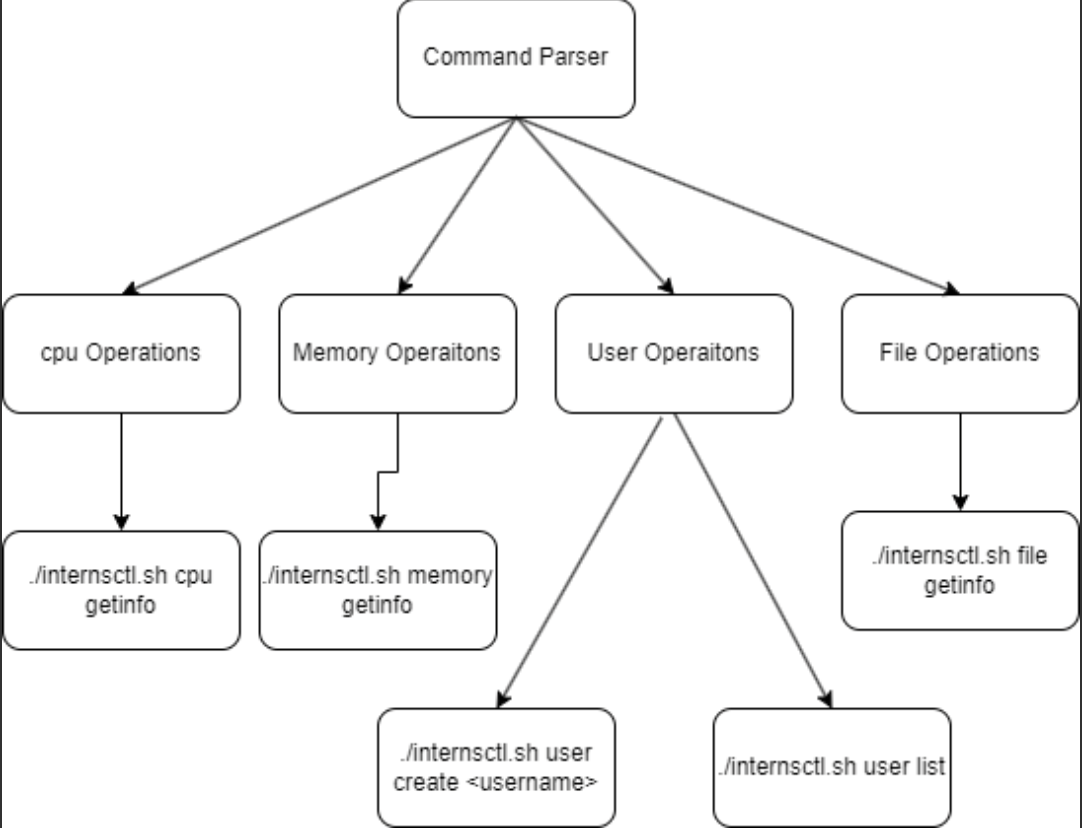 Command Parser
cpu Operations
Memory Operaitons
User Operaitons
File Operations
./internsctl.sh cpu
getinfo
./internsctl.sh memory
getinfo
./internsctl.sh file
getinfo
./internsctl.sh user
create <username>
./internsctl.sh user list